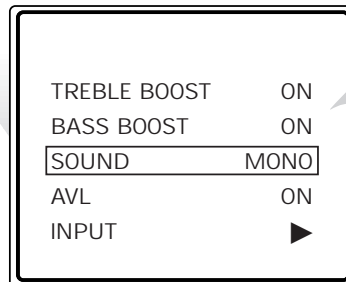 TREBLE BOOST ON
BASS BOOST ON
SOUND MONO
AVL ON
INPUT ▶